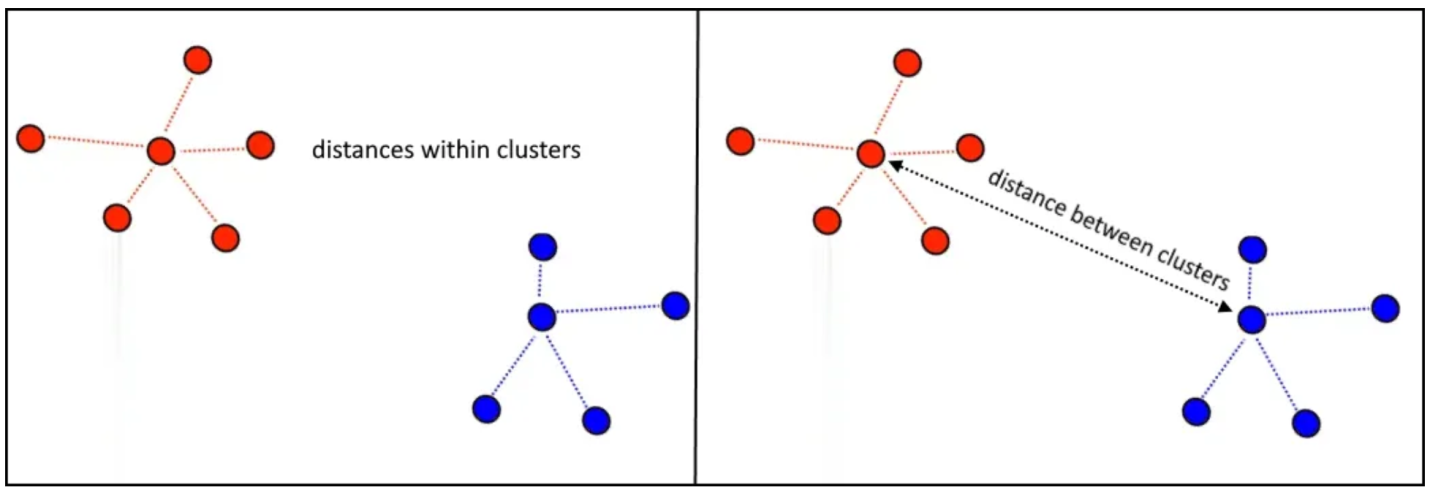 distances within clusters
distance between clusters